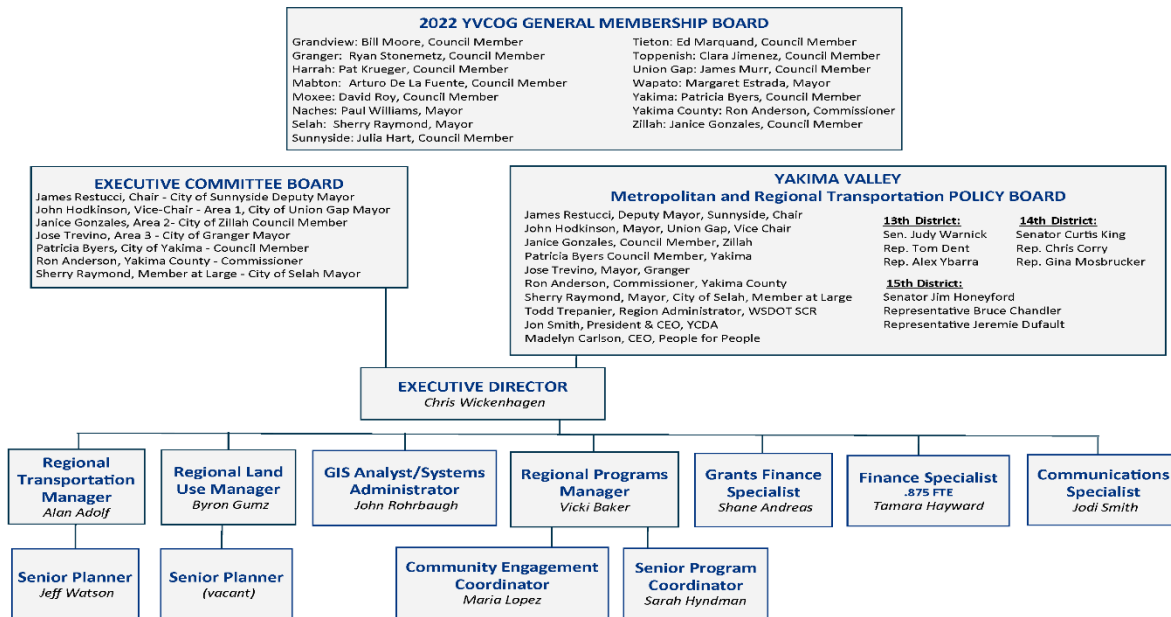 2022 YVCOG GENERAL MEMBERSHIP BOARD
Grandview: Bill Moore, Council Member
Granger: Ryan Stonemetz, Council Member
Harrah: Pat Krueger, Council Member
Mabton: Arturo De La Fuente, Council Member
Moxee: David Roy, Council Member
Naches: Paul Williams, Mayor
Selah: Sherry Raymond, Mayor
Sunnyside: Julia Hart, Council Member
Tieton: Ed Marquand, Council Member
Toppenish: Clara Jimenez, Council Member
Union Gap: James Murr, Council Member
Wapato: Margaret Estrada, Mayor
Yakima: Patricia Byers, Council Member
Yakima County: Ron Anderson, Commissioner
Zillah: Janice Gonzales, Council Member
EXECUTIVE COMMITTEE BOARD
James Restucci, Chair - City of Sunnyside Deputy Mayor
John Hodkinson, Vice-Chair - Area 1, City of Union Gap Mayor
Janice Gonzales, Area 2- City of Zillah Council Member
Jose Trevino, Area 3 - City of Granger Mayor
Patricia Byers, City of Yakima - Council Member
Ron Anderson, Yakima County - Commissioner
Sherry Raymond, Member at Large - City of Selah Mayor
YAKIMA VALLEY
Metropolitan and Regional Transportation POLICY BOARD
James Restucci, Deputy Mayor, Sunnyside, Chair
John Hodkinson, Mayor, Union Gap, Vice Chair
Janice Gonzales, Council Member, Zillah
Patricia Byers Council Member, Yakima
Jose Trevino, Mayor, Granger
Ron Anderson, Commissioner, Yakima County
Sherry Raymond, Mayor, City of Selah, Member at Large
Todd Trepanier, Region Administrator, WSDOT SCR
Jon Smith, President & CEO, YCDA
Madelyn Carlson, CEO, People for People
13th District:
Sen. Judy Warnick
Rep. Tom Dent
Rep. Alex Ybarra
14th District:
Senator Curtis King
Rep. Chris Corry
Rep. Gina Mosbrucker
15th District:
Senator Jim Honeyford
Representative Bruce Chandler
Representative Jeremie Dufault
EXECUTIVE DIRECTOR
Chris Wickenhagen
Regional
Transportation
Manager
Alan Adolf
Regional Land
Use Manager
Byron Gumz
GIS Analyst/Systems
Administrator
John Rohrbaugh
Regional Programs
Manager
Vicki Baker
Grants Finance
Specialist
Shane Andreas
Finance Specialist
.875 FTE
Tamara Hayward
Communications
Specialist
Jodi Smith
Senior Planner
Jeff Watson
Senior Planner
(vacant)
Community Engagement
Coordinator
Maria Lopez
Senior Program
Coordinator
Sarah Hyndman